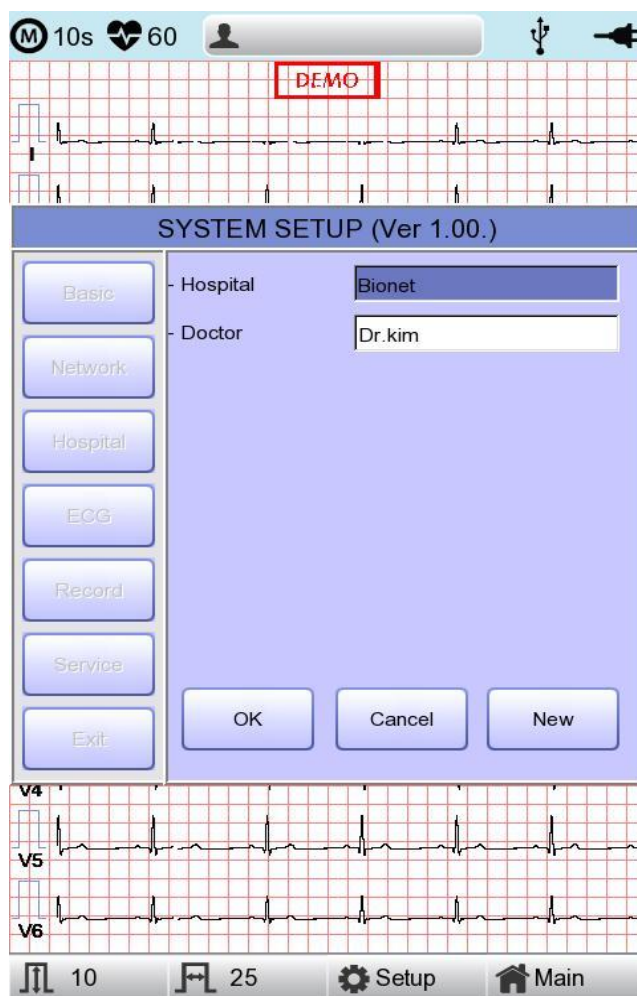 M 10s 60
DEMO
I
SYSTEM SETUP (Ver 1.00.)
Basic
Network
Hospital
ECG
Record
Service
Exit
- Hospital Bionet
- Doctor Dr.kim
OK Cancel New
V4
V5
V6
10 25 Setup Main